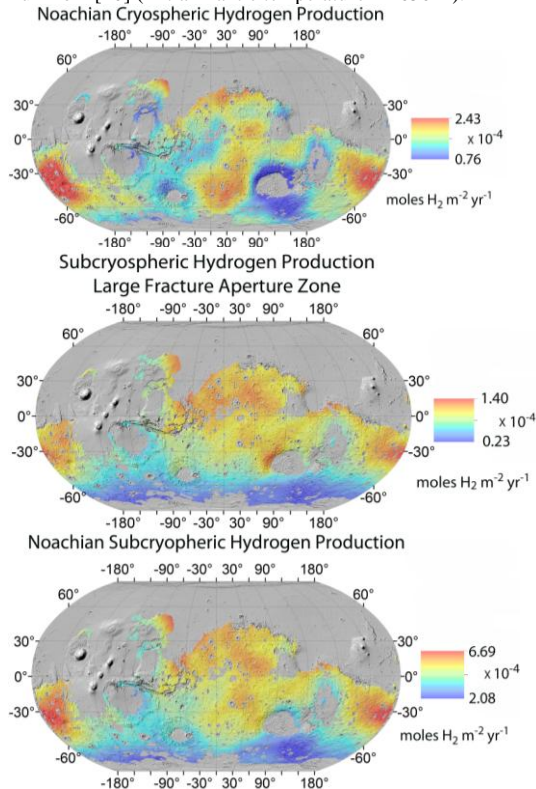 Noachian Cryospheric Hydrogen Production
-180° -90° -30° 30° 90° 180°
60° 60°
30° 30°
0° 0°
-30° -30°
-60° -60°
2.43
x 10-4
0.76
moles H2 m-2 yr-1
-180° -90° -30° 30° 90° 180°
Subcryospheric Hydrogen Production
Large Fracture Aperture Zone
-180° -90° -30° 30° 90° 180°
60° 60°
30° 30°
0° 0°
-30° -30°
-60° -60°
1.40
x 10-4
0.23
moles H2 m-2 yr-1
-180° -90° -30° 30° 90° 180°
Noachian Subcryopheric Hydrogen Production
-180° -90° -30° 30° 90° 180°
60° 60°
30° 30°
0° 0°
-30° -30°
-60° -60°
6.69
x 10-4
2.08
moles H2 m-2 yr-1
-180° -90° -30° 30° 90° 180°